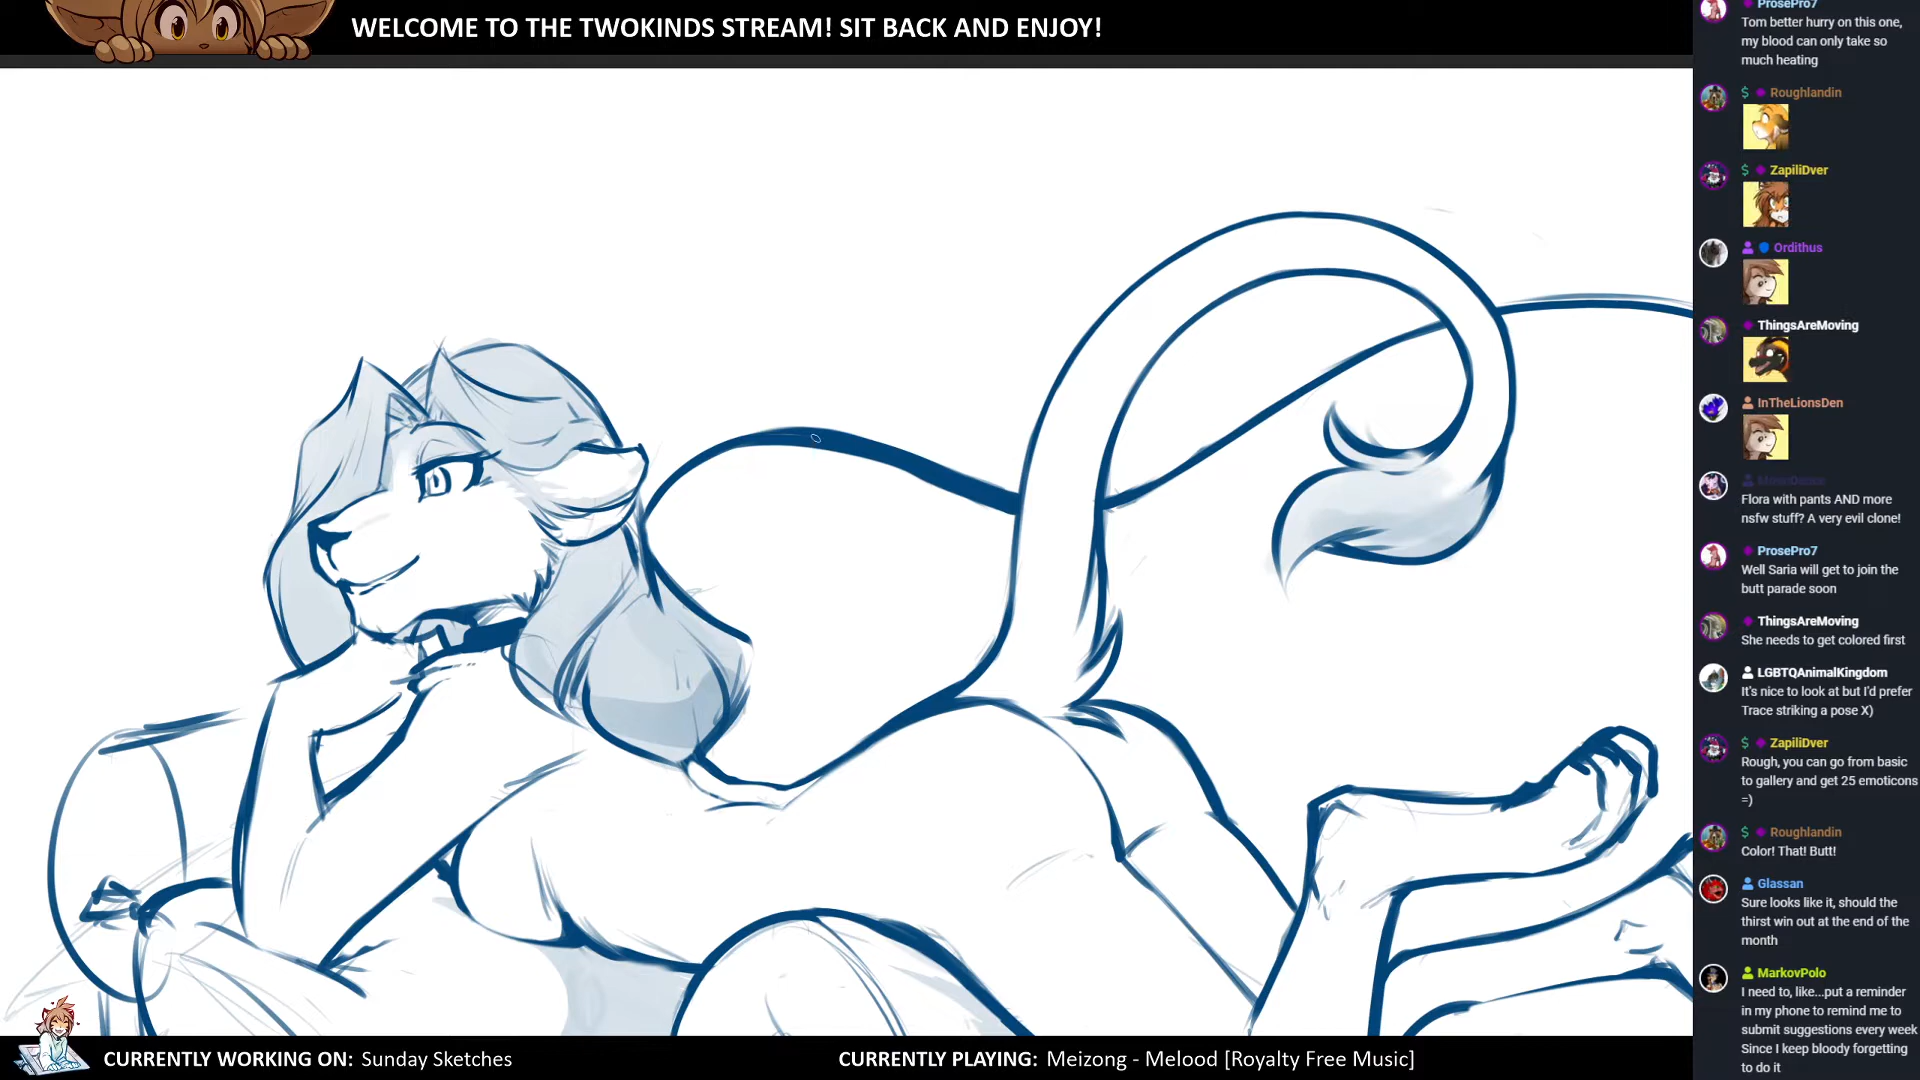 WELCOME TO THE TWOKINDS STREAM! SIT BACK AND ENJOY!
ProsePro7
Tom better hurry on this one,
my blood can only take so
much heating
$ Roughlandin
$ ZapiliDver
Ordithus
ThingsAreMoving
InTheLionsDen
Flora with pants AND more
nsfw stuff? A very evil clone!
ProsePro7
Well Saria will get to join the
butt parade soon
ThingsAreMoving
She needs to get colored first
LGBTQAnimalKingdom
It's nice to look at but I'd prefer
Trace striking a pose X)
$ ZapiliDver
Rough, you can go from basic
to gallery and get 25 emoticons
=)
$ Roughlandin
Color! That! Butt!
Glassan
Sure looks like it, should the
thirst win out at the end of the
month
MarkovPolo
I need to, like...put a reminder
in my phone to remind me to
submit suggestions every week
Since I keep bloody forgetting
to do it
CURRENTLY WORKING ON: Sunday Sketches
CURRENTLY PLAYING: Meizong - Melood [Royalty Free Music]